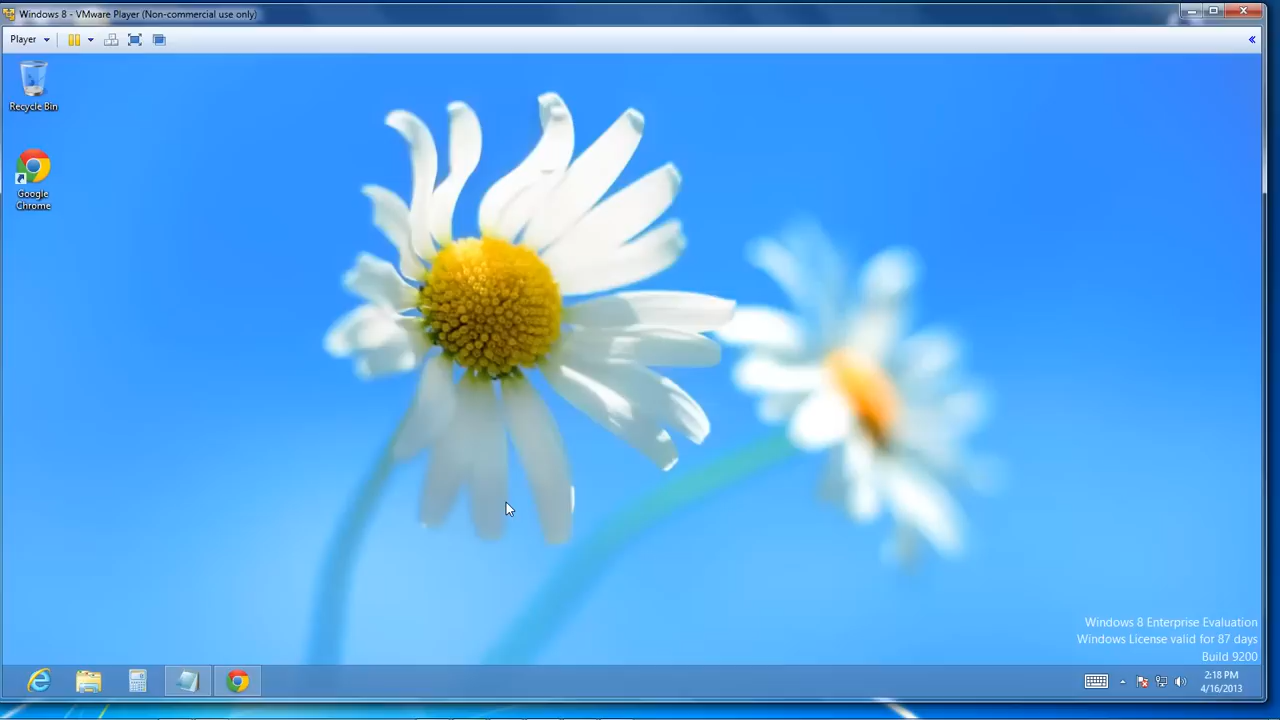 Windows 8 - VMware Player (Non-commercial use only)
Player
Recycle Bin
Google
Chrome
Windows 8 Enterprise Evaluation
Windows License valid for 87 days
Build 9200
2:18 PM
4/16/2013